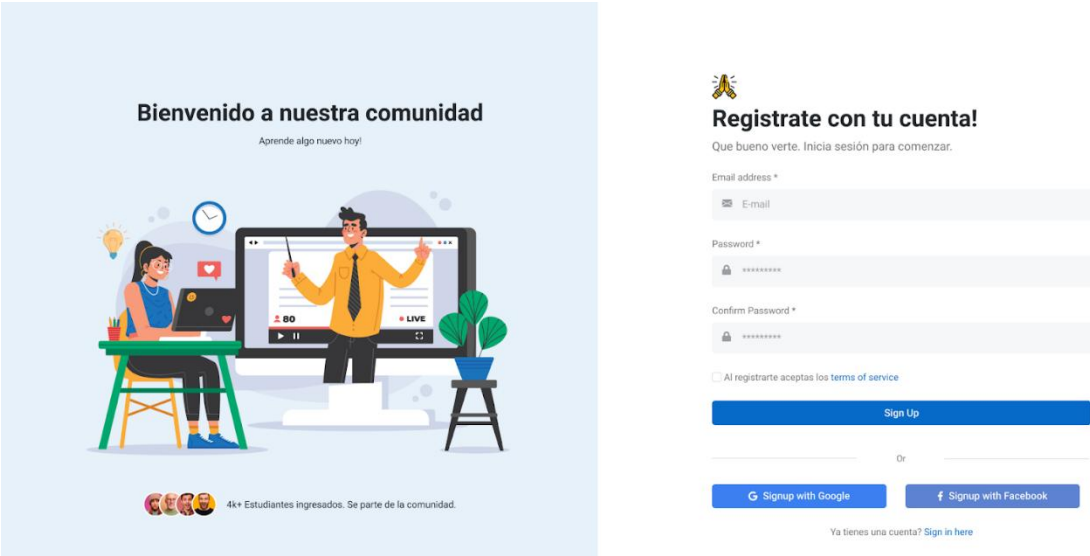 Bienvenido a nuestra comunidad
Aprende algo nuevo hoy!
80
LIVE
4k+ Estudiantes ingresados. Se parte de la comunidad.
Registrate con tu cuenta!
Que bueno verte. Inicia sesión para comenzar.
Email address *
E-mail
Password *
*********
Confirm Password *
*********
Al registrarte aceptas los terms of service
Sign Up
Or
G Signup with Google
f Signup with Facebook
Ya tienes una cuenta? Sign in here